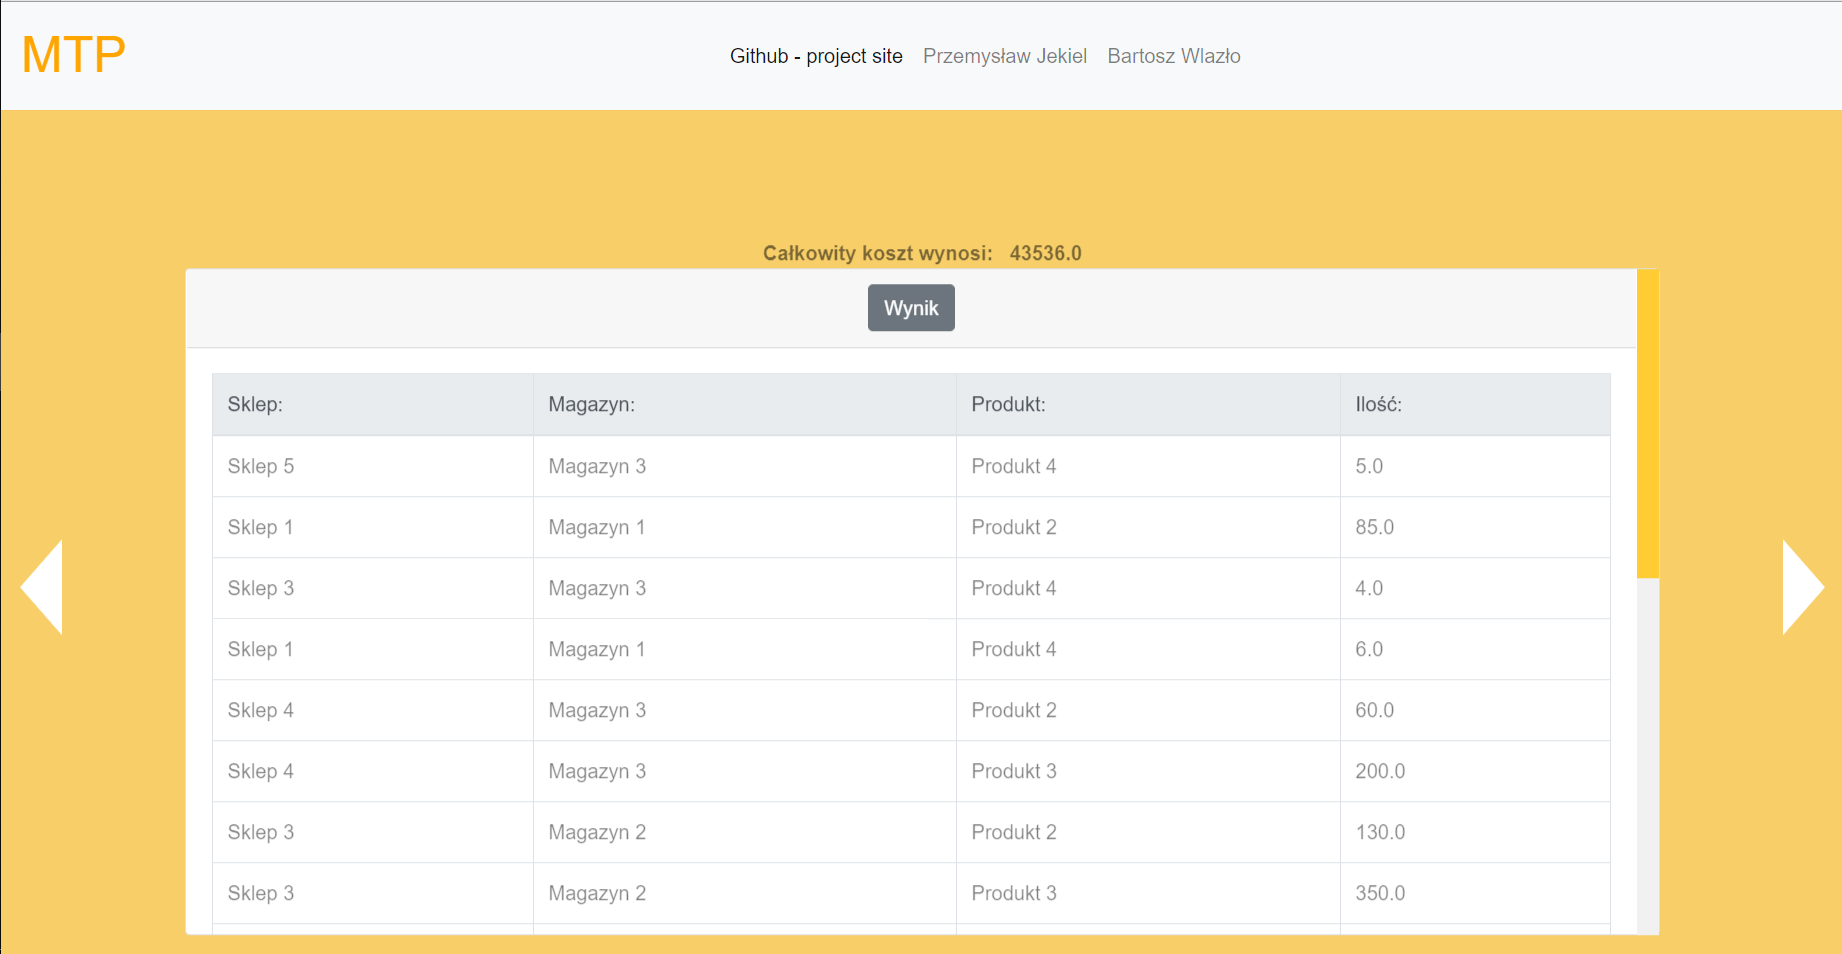 MTP
Github - project site Przemysław Jekiel Bartosz Wlazło
Całkowity koszt wynosi: 43536.0
Wynik
Sklep: Magazyn: Produkt: Ilość:
Sklep 5 Magazyn 3 Produkt 4 5.0
Sklep 1 Magazyn 1 Produkt 2 85.0
Sklep 3 Magazyn 3 Produkt 4 4.0
Sklep 1 Magazyn 1 Produkt 4 6.0
Sklep 4 Magazyn 3 Produkt 2 60.0
Sklep 4 Magazyn 3 Produkt 3 200.0
Sklep 3 Magazyn 2 Produkt 2 130.0
Sklep 3 Magazyn 2 Produkt 3 350.0